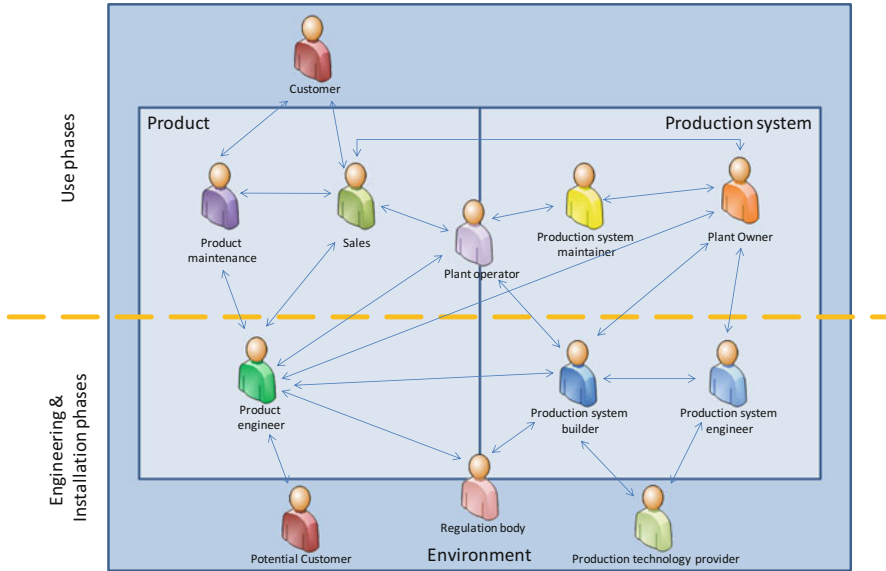 Customer
Product
Production system
Use phases
Product
maintenance
Sales
Plant operator
Production system
maintainer
Plant Owner
Engineering &
Installation phases
Product
engineer
Production system
builder
Production system
engineer
Potential Customer
Regulation body
Environment
Production technology provider